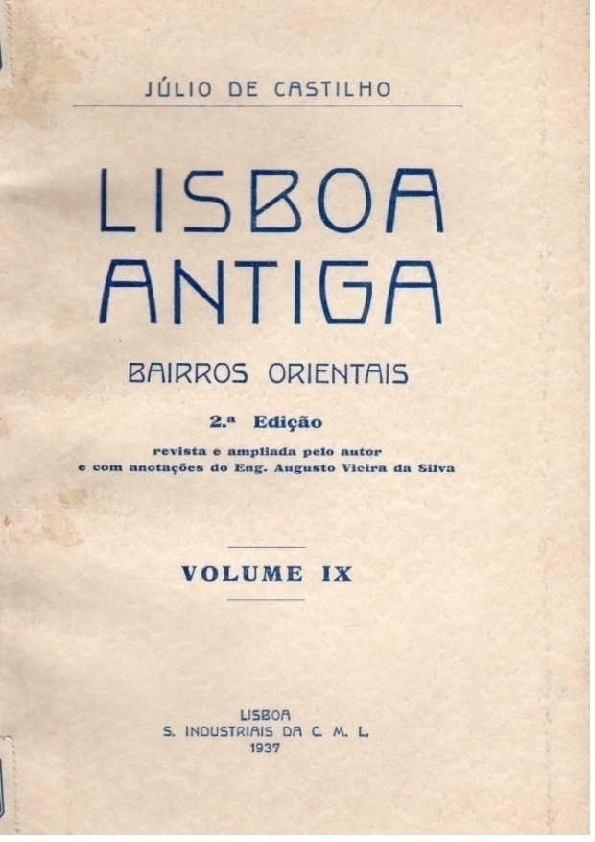 JÚLIO DE CASTILHO
LISBOA
ANTIGA
BAIRROS ORIENTAIS
2.ª Edição
revista e ampliada pelo autor
e com anotações do Eng. Augusto Vieira da Silva
VOLUME IX
LISBOA
S. INDUSTRIAIS DA C. M. L.
1937